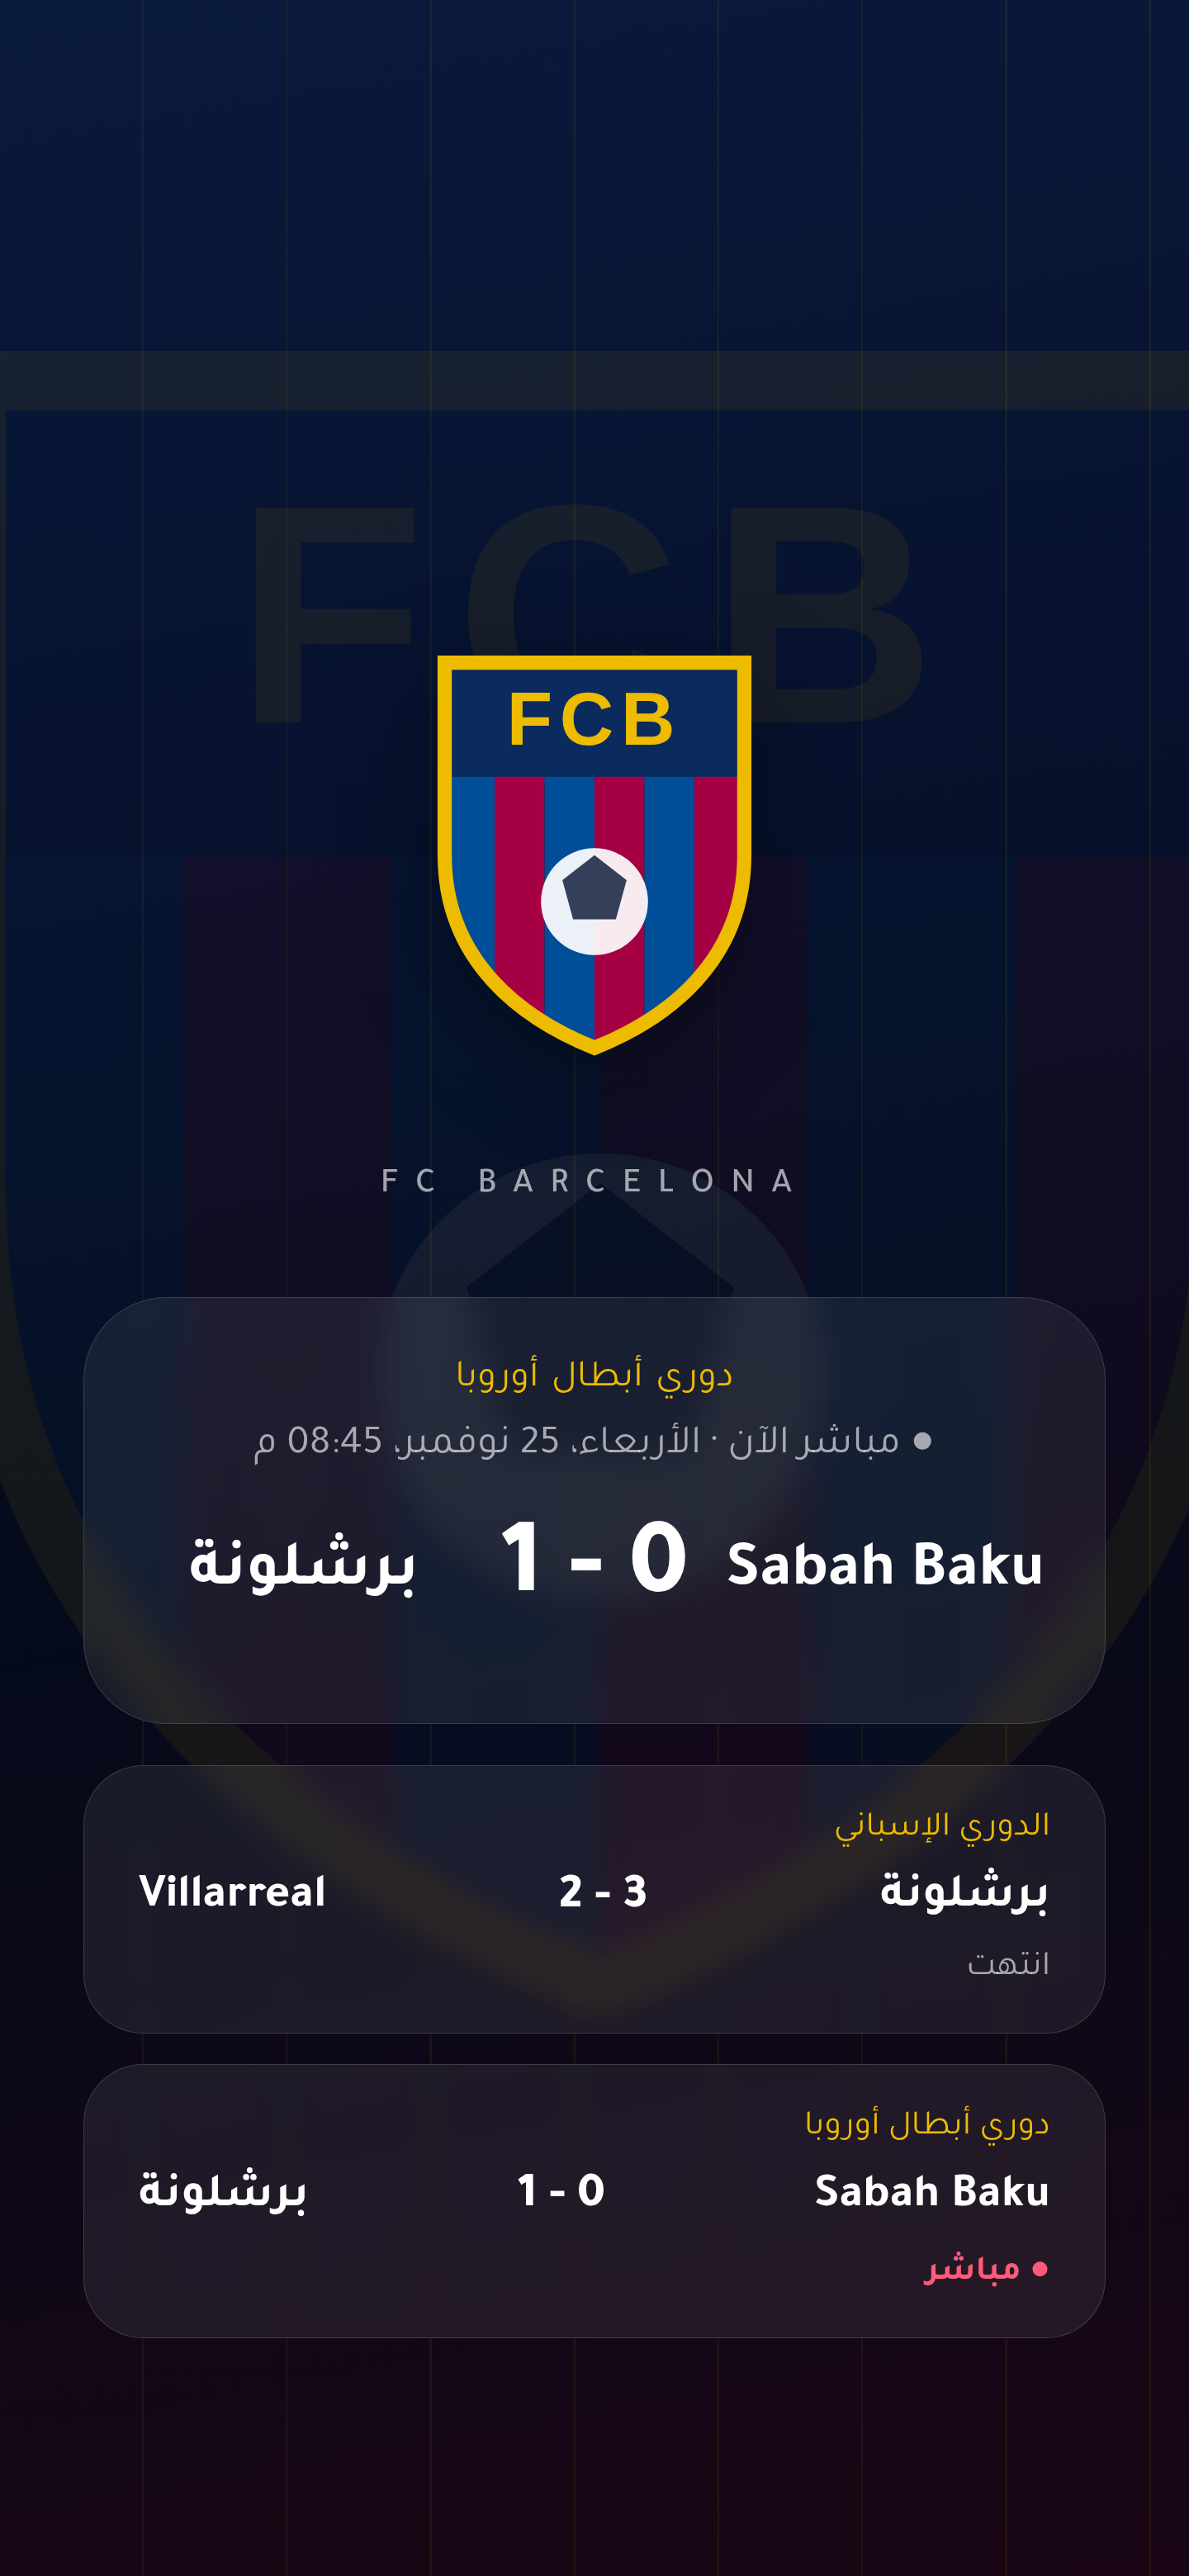 FCB
FCB
FC BARCELONA
دوري أبطال أوروبا
● مباشر الآن · الأربعاء، 25 نوفمبر، 08:45 م
Sabah Baku 1 - 0 برشلونة
الدوري الإسباني
برشلونة 2 - 3 Villarreal
انتهت
دوري أبطال أوروبا
Sabah Baku 1 - 0 برشلونة
● مباشر